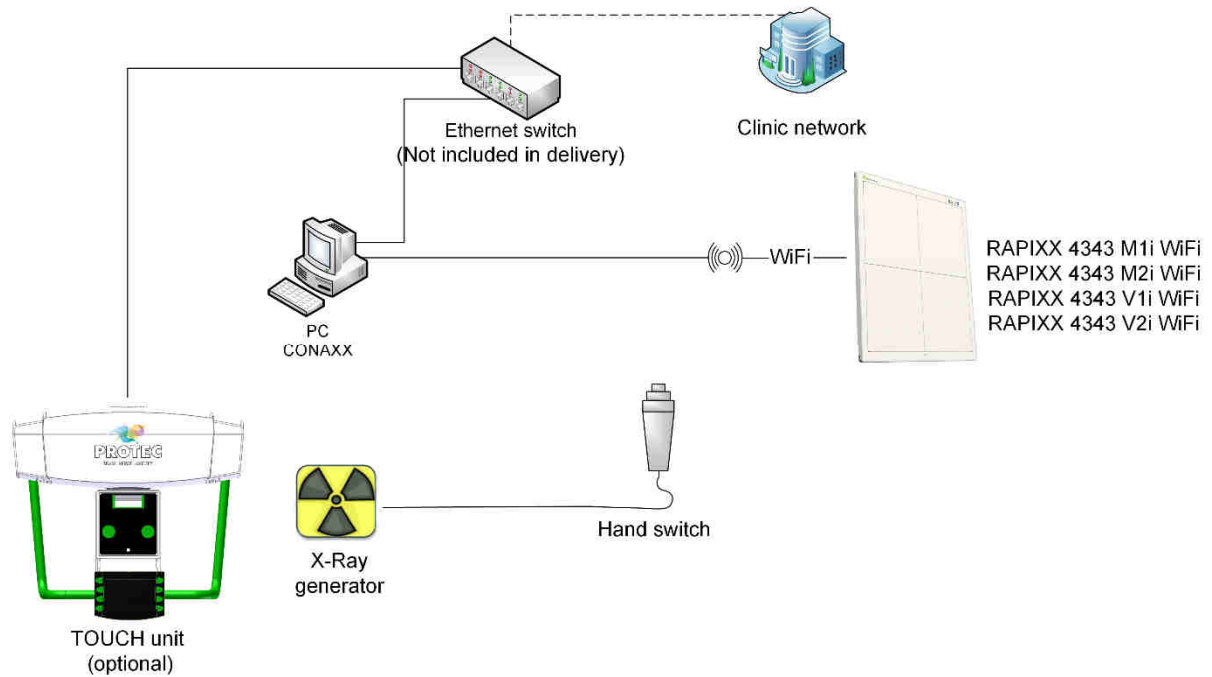 Ethernet switch
(Not included in delivery)
Clinic network
WiFi
RAPIXX 4343 M1i WiFi
RAPIXX 4343 M2i WiFi
RAPIXX 4343 V1i WiFi
RAPIXX 4343 V2i WiFi
PC
CONAXX
PROTEC
Hand switch
X-Ray
generator
TOUCH unit
(optional)